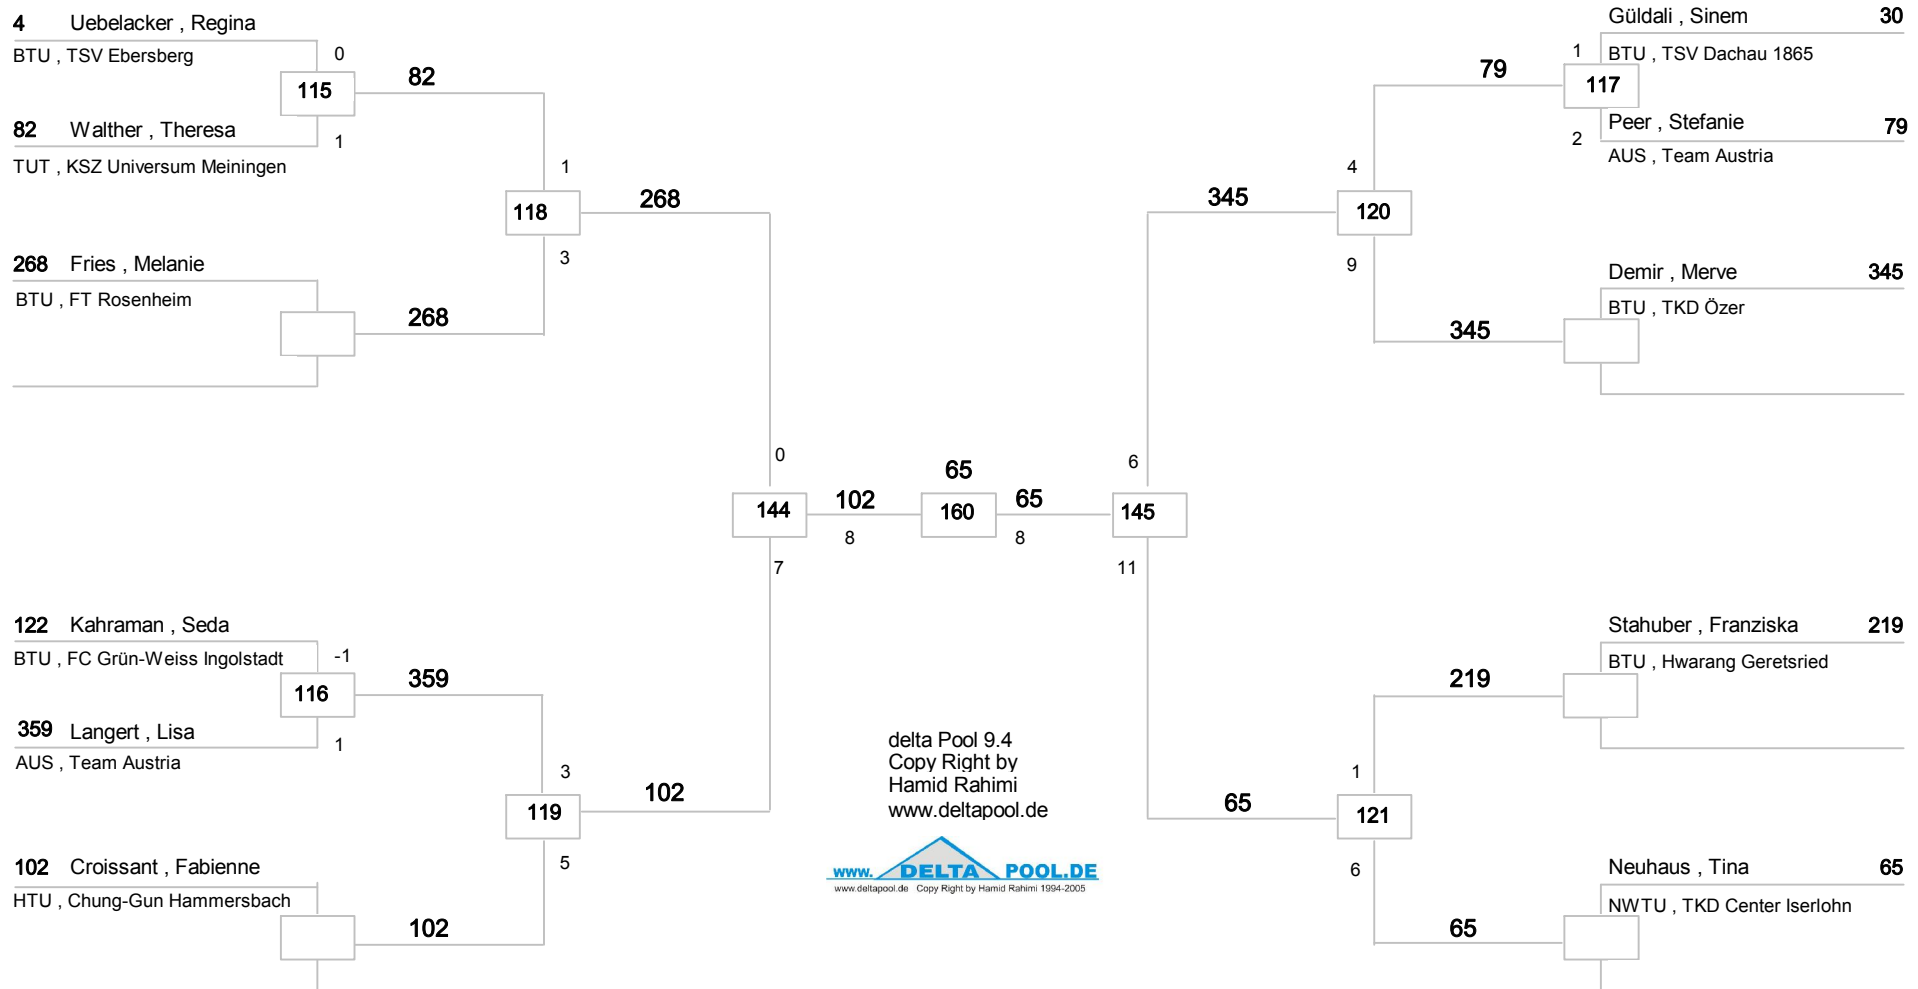 4 Uebelacker , Regina
BTU , TSV Ebersberg
0
115
82
82 Walther , Theresa
1
TUT , KSZ Universum Meiningen
1
118
268
3
268 Fries , Melanie
BTU , FT Rosenheim
268
0
144
102
8
7
122 Kahraman , Seda
BTU , FC Grün-Weiss Ingolstadt
-1
116
359
359 Langert , Lisa
1
AUS , Team Austria
3
119
102
5
102 Croissant , Fabienne
HTU , Chung-Gun Hammersbach
102
65
160
delta Pool 9.4
Copy Right by
Hamid Rahimi
www.deltapool.de
www. DELTA POOL.DE
www.deltapool.de Copy Right by Hamid Rahimi 1994-2005
Güldali , Sinem 30
1
BTU , TSV Dachau 1865
79
117
Peer , Stefanie 79
2
AUS , Team Austria
4
345
120
9
Demir , Merve 345
BTU , TKD Özer
345
6
65
145
8
11
Stahuber , Franziska 219
BTU , Hwarang Geretsried
219
1
65
121
6
Neuhaus , Tina 65
NWTU , TKD Center Iserlohn
65